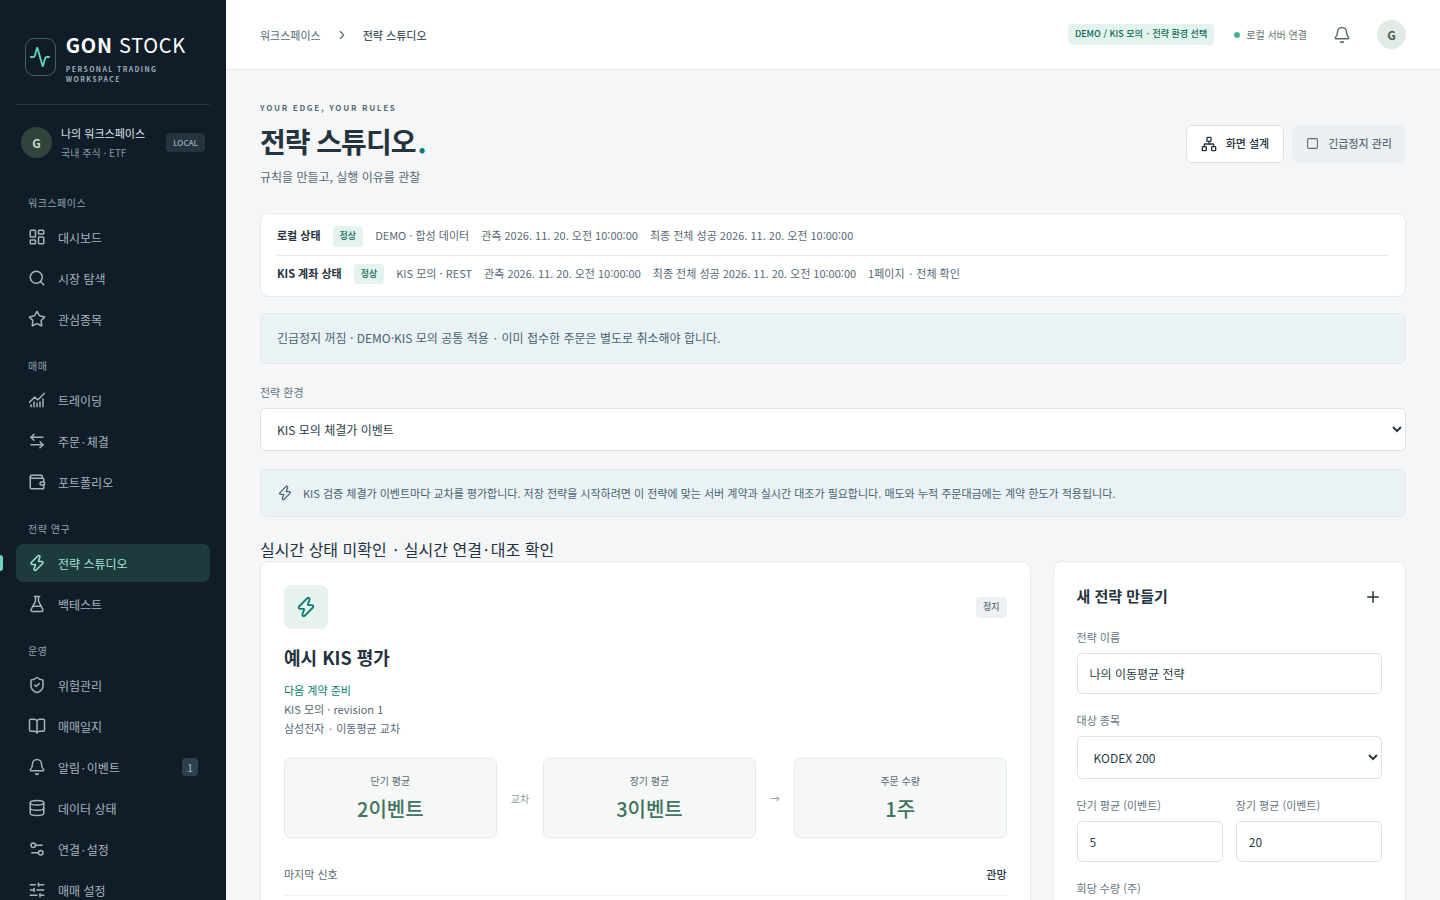 GON STOCK
PERSONAL TRADING
WORKSPACE
G
나의 워크스페이스
국내 주식 · ETF
LOCAL
워크스페이스
대시보드
시장 탐색
관심종목
매매
트레이딩
주문·체결
포트폴리오
전략 연구
전략 스튜디오
백테스트
운영
위험관리
매매일지
알림·이벤트
1
데이터 상태
연결·설정
매매 설정
워크스페이스
전략 스튜디오
DEMO / KIS 모의 · 전략 환경 선택
로컬 서버 연결
G
YOUR EDGE, YOUR RULES
전략 스튜디오.
규칙을 만들고, 실행 이유를 관찰
화면 설계
긴급정지 관리
로컬 상태 정상 DEMO · 합성 데이터 관측 2026. 11. 20. 오전 10:00:00 최종 전체 성공 2026. 11. 20. 오전 10:00:00
KIS 계좌 상태 정상 KIS 모의 · REST 관측 2026. 11. 20. 오전 10:00:00 최종 전체 성공 2026. 11. 20. 오전 10:00:00 1페이지 · 전체 확인
긴급정지 꺼짐 · DEMO·KIS 모의 공통 적용 · 이미 접수한 주문은 별도로 취소해야 합니다.
전략 환경
KIS 모의 체결가 이벤트
KIS 검증 체결가 이벤트마다 교차를 평가합니다. 저장 전략을 시작하려면 이 전략에 맞는 서버 계약과 실시간 대조가 필요합니다. 매도와 누적 주문대금에는 계약 한도가 적용됩니다.
실시간 상태 미확인 · 실시간 연결·대조 확인
정지
예시 KIS 평가
다음 계약 준비
KIS 모의 · revision 1
삼성전자 · 이동평균 교차
단기 평균
2이벤트
교차
장기 평균
3이벤트
→
주문 수량
1주
마지막 신호
관망
새 전략 만들기
전략 이름
나의 이동평균 전략
대상 종목
KODEX 200
단기 평균 (이벤트)
장기 평균 (이벤트)
5
20
회당 수량 (주)